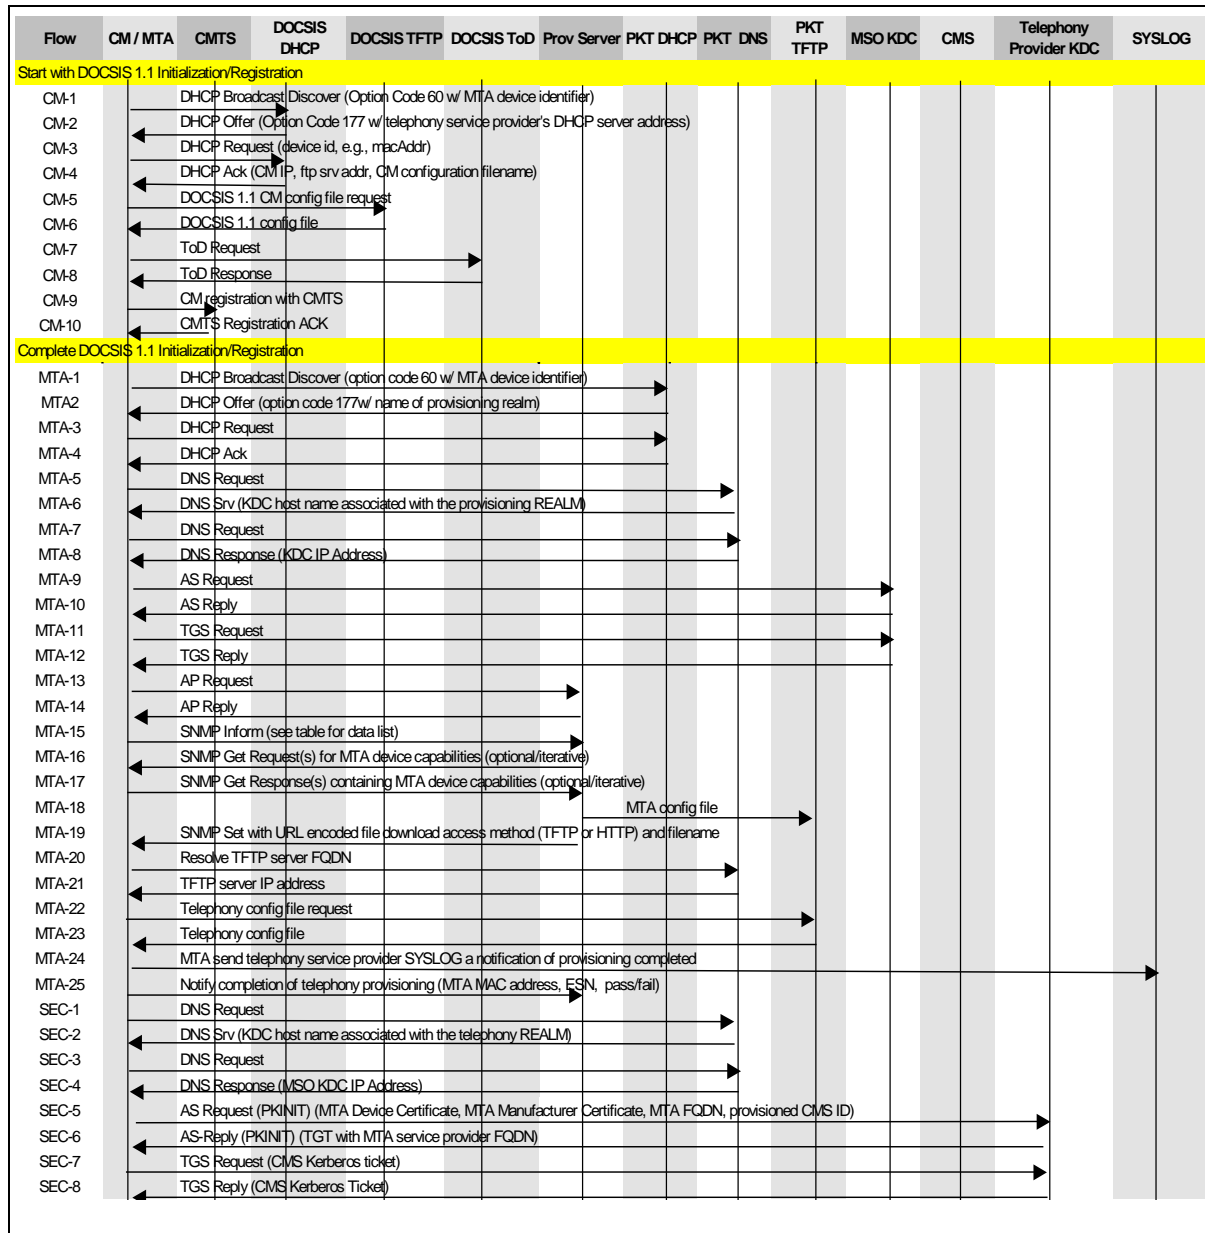 Flow CM / MTA CMTS DOCSIS DHCP DOCSIS TFTP DOCSIS ToD Prov Server PKT DHCP PKT DNS PKT TFTP MSO KDC CMS Telephony Provider KDC SYSLOG
Start with DOCSIS 1.1 Initialization/Registration
CM-1 DHCP Broadcast Discover (Option Code 60 w/ MTA device identifier)
CM-2 DHCP Offer (Option Code 177 w/ telephony service provider's DHCP server address)
CM-3 DHCP Request (device id, e.g., macAddr)
CM-4 DHCP Ack (CM IP, ftp srv addr, CM configuration filename)
CM-5 DOCSIS 1.1 CM config file request
CM-6 DOCSIS 1.1 config file
CM-7 ToD Request
CM-8 ToD Response
CM-9 CM registration with CMTS
CM-10 CMTS Registration ACK
Complete DOCSIS 1.1 Initialization/Registration
MTA-1 DHCP Broadcast Discover (option code 60 w/ MTA device identifier)
MTA2 DHCP Offer (option code 177w/ name of provisioning realm)
MTA-3 DHCP Request
MTA-4 DHCP Ack
MTA-5 DNS Request
MTA-6 DNS Srv (KDC host name associated with the provisioning REALM)
MTA-7 DNS Request
MTA-8 DNS Response (KDC IP Address)
MTA-9 AS Request
MTA-10 AS Reply
MTA-11 TGS Request
MTA-12 TGS Reply
MTA-13 AP Request
MTA-14 AP Reply
MTA-15 SNMP Inform (see table for data list)
MTA-16 SNMP Get Request(s) for MTA device capabilities (optional/iterative)
MTA-17 SNMP Get Response(s) containing MTA device capabilities (optional/iterative)
MTA-18 MTA config file
MTA-19 SNMP Set with URL encoded file download access method (TFTP or HTTP) and filename
MTA-20 Resolve TFTP server FQDN
MTA-21 TFTP server IP address
MTA-22 Telephony config file request
MTA-23 Telephony config file
MTA-24 MTA send telephony service provider SYSLOG a notification of provisioning completed
MTA-25 Notify completion of telephony provisioning (MTA MAC address, ESN, pass/fail)
SEC-1 DNS Request
SEC-2 DNS Srv (KDC host name associated with the telephony REALM)
SEC-3 DNS Request
SEC-4 DNS Response (MSO KDC IP Address)
SEC-5 AS Request (PKINIT) (MTA Device Certificate, MTA Manufacturer Certificate, MTA FQDN, provisioned CMS ID)
SEC-6 AS-Reply (PKINIT) (TGT with MTA service provider FQDN)
SEC-7 TGS Request (CMS Kerberos ticket)
SEC-8 TGS Reply (CMS Kerberos Ticket)